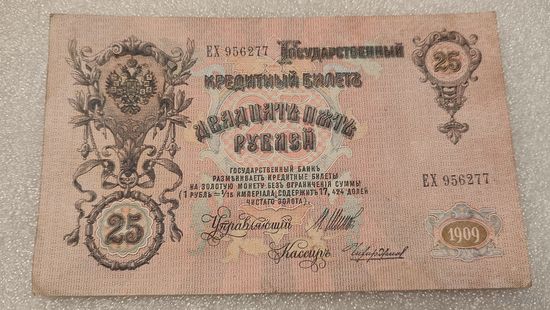 ЕХ 956277
ГОСУДАРСТВЕННЫЙ
25
КРЕДИТНЫЙ БИЛЕТЪ
ДВАДЦАТЬ ПЯТЬ
РУБЛЕЙ
ГОСУДАРСТВЕННЫЙ БАНКЪ
РАЗМѢНИВАЕТЪ КРЕДИТНЫЕ БИЛЕТЫ
НА ЗОЛОТУЮ МОНЕТУ БЕЗЪ ОГРАНИЧЕНІЯ СУММЫ
(1 РУБЛЬ = 1/15 ИМПЕРІАЛА, СОДЕРЖИТЪ 17,424 ДОЛЕЙ
ЧИСТАГО ЗОЛОТА)
ЕХ 956277
25
Управляющій
1909
Кассиръ